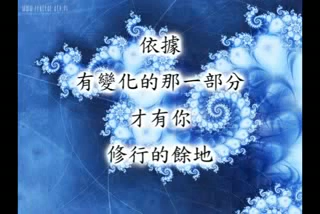 依據
有變化的那一部分
才有你
修行的餘地